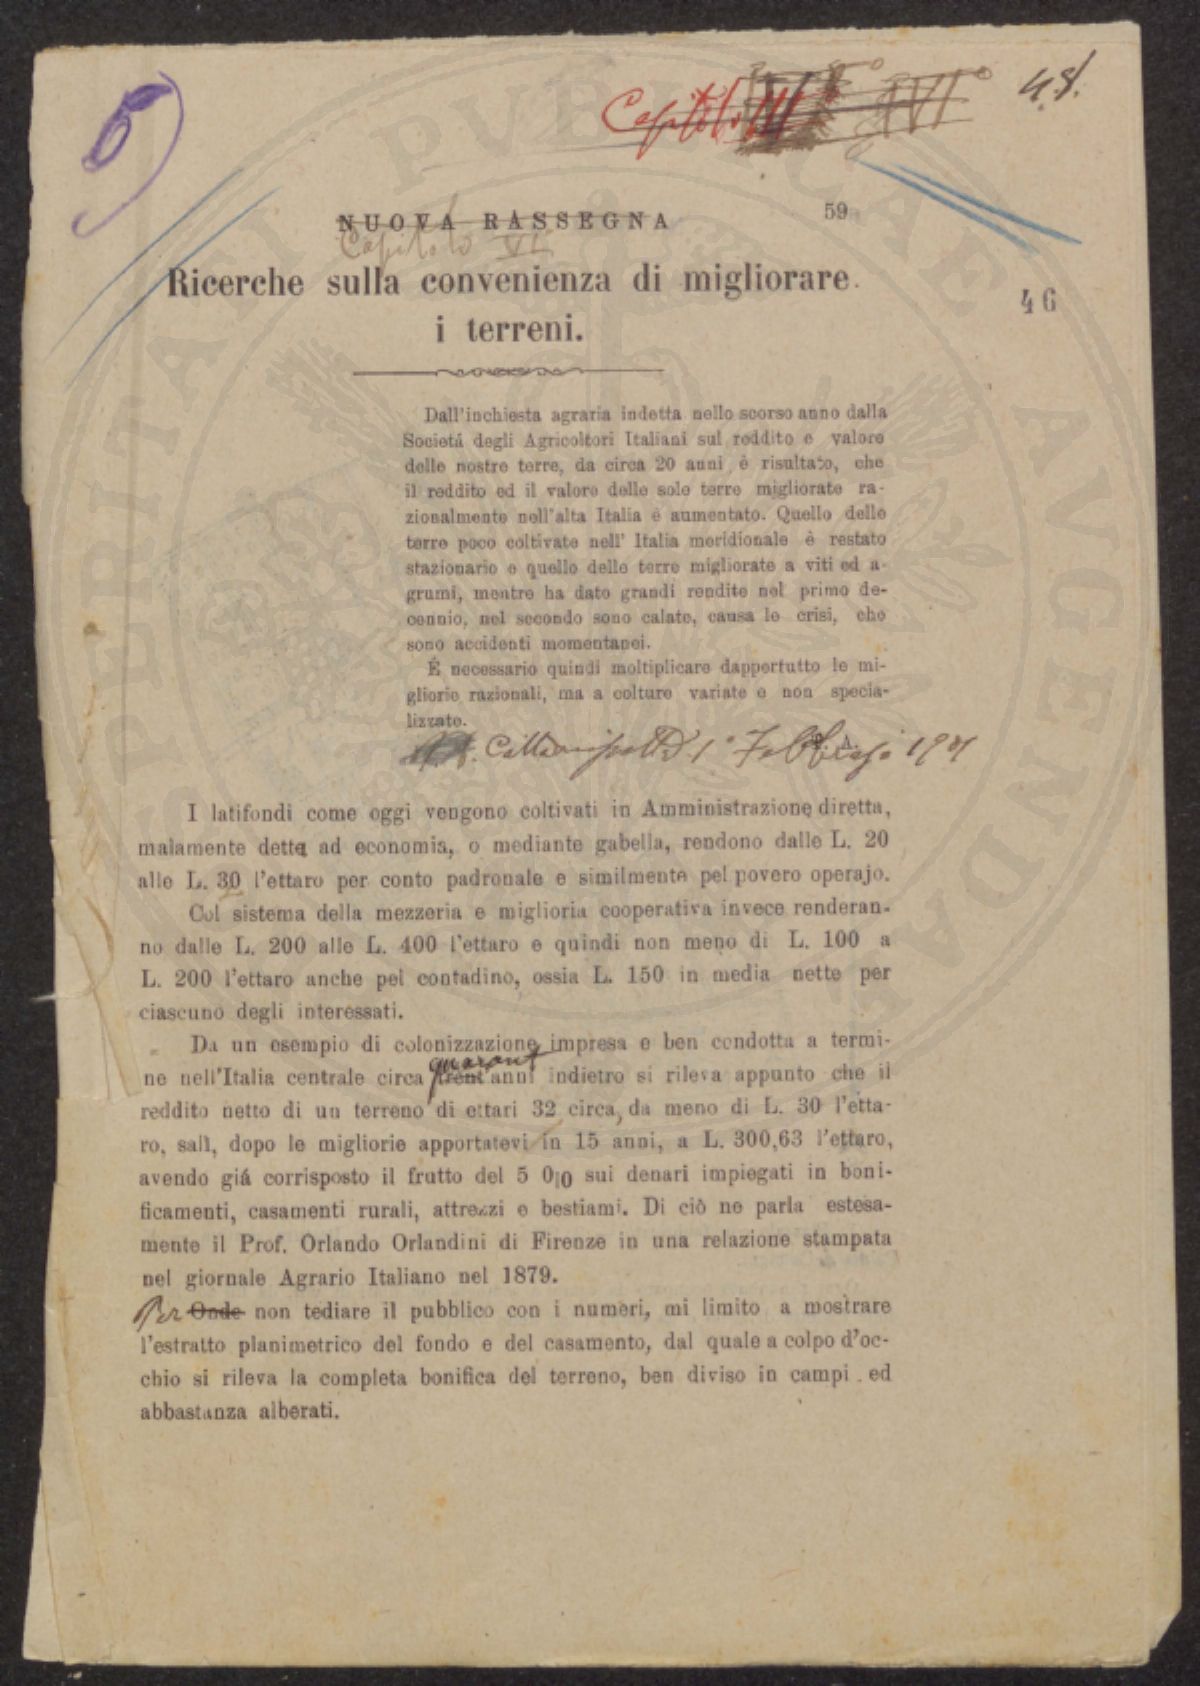 Capitolo III XVI° 48.
NUOVA RASSEGNA 59
Capitolo VI
Ricerche sulla convenienza di migliorare
i terreni.
46
Dall'inchiesta agraria indetta nello scorso anno dalla
Societá degli Agricoltori Italiani sul reddito e valore
delle nostre terre, da circa 20 anni è risultato, che
il reddito ed il valore delle sole terre migliorate ra-
zionalmente nell'alta Italia è aumentato. Quello delle
terre poco coltivate nell' Italia meridionale è restato
stazionario e quello delle terre migliorate a viti ed a-
grumi, mentre ha dato grandi rendite nel primo de-
cennio, nel secondo sono calate, causa le crisi, che
sono accidenti momentanei.
È necessario quindi moltiplicare dappertutto le mi-
gliorie razionali, ma a colture variate e non specia-
lizzate.
1° Febbrajo
I latifondi come oggi vengono coltivati in Amministrazione diretta,
malamente detta ad economia, o mediante gabella, rendono dalle L. 20
alle L. 30 l'ettaro per conto padronale e similmente pel povero operajo.
Col sistema della mezzeria e miglioria cooperativa invece renderan-
no dalle L. 200 alle L. 400 l'ettaro e quindi non meno di L. 100 a
L. 200 l'ettaro anche pel contadino, ossia L. 150 in media nette per
ciascuno degli interessati.
Da un esempio di colonizzazione impresa e ben condotta a termi-
quarant
ne nell'Italia centrale circa trent'anni indietro si rileva appunto che il
reddito netto di un terreno di ettari 32 circa, da meno di L. 30 l'etta-
ro, salì, dopo le migliorie apportatevi in 15 anni, a L. 300,63 l'ettaro,
avendo giá corrisposto il frutto del 5 0|0 sui denari impiegati in boni-
ficamenti, casamenti rurali, attrezzi e bestiami. Di ciò ne parla estesa-
mente il Prof. Orlando Orlandini di Firenze in una relazione stampata
nel giornale Agrario Italiano nel 1879.
Per Onde non tediare il pubblico con i numeri, mi limito a mostrare
l'estratto planimetrico del fondo e del casamento, dal quale a colpo d'oc-
chio si rileva la completa bonifica del terreno, ben diviso in campi ed
abbastanza alberati.